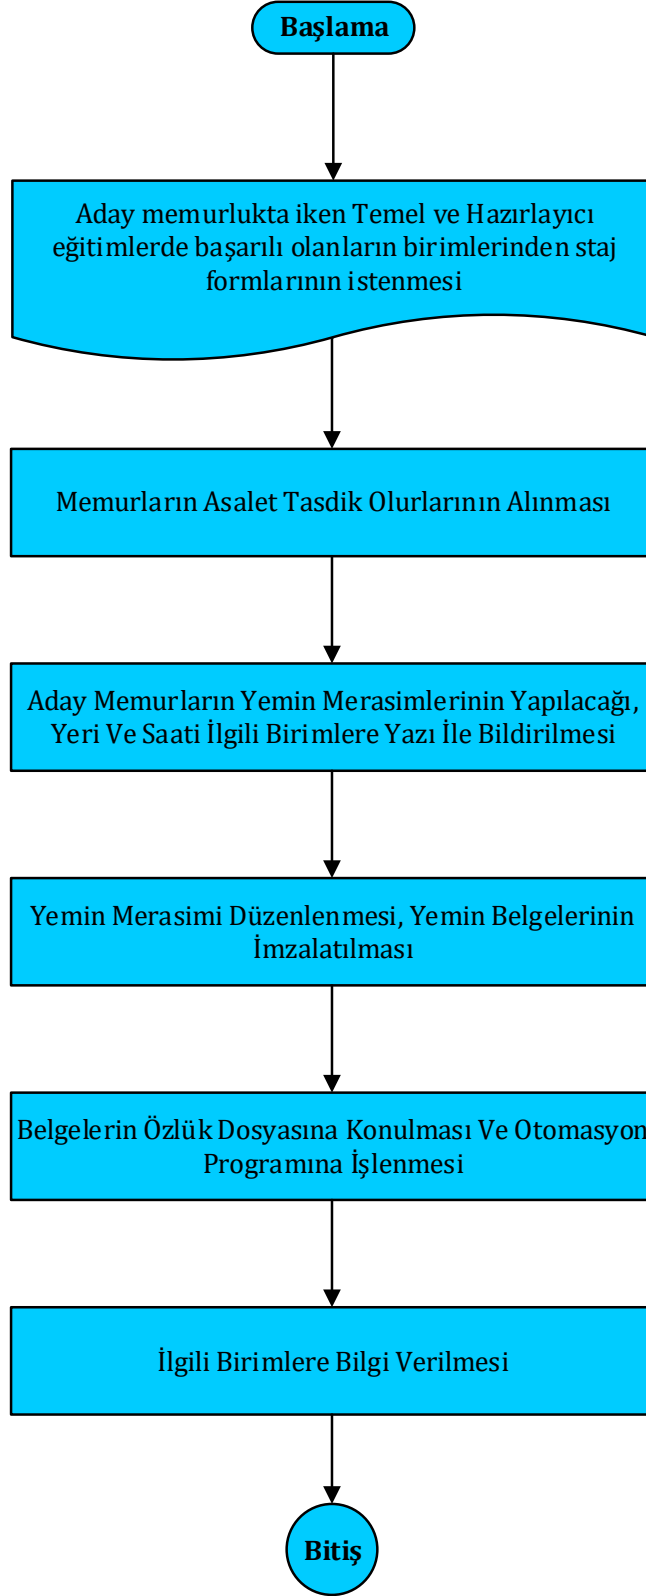 Başlama
Aday memurlukta iken Temel ve Hazırlayıcı
eğitimlerde başarılı olanların birimlerinden staj
formlarının istenmesi
Memurların Asalet Tasdik Olurlarının Alınması
Aday Memurların Yemin Merasimlerinin Yapılacağı,
Yeri Ve Saati İlgili Birimlere Yazı İle Bildirilmesi
Yemin Merasimi Düzenlenmesi, Yemin Belgelerinin
İmzalatılması
Belgelerin Özlük Dosyasına Konulması Ve Otomasyon
Programına İşlenmesi
İlgili Birimlere Bilgi Verilmesi
Bitiş